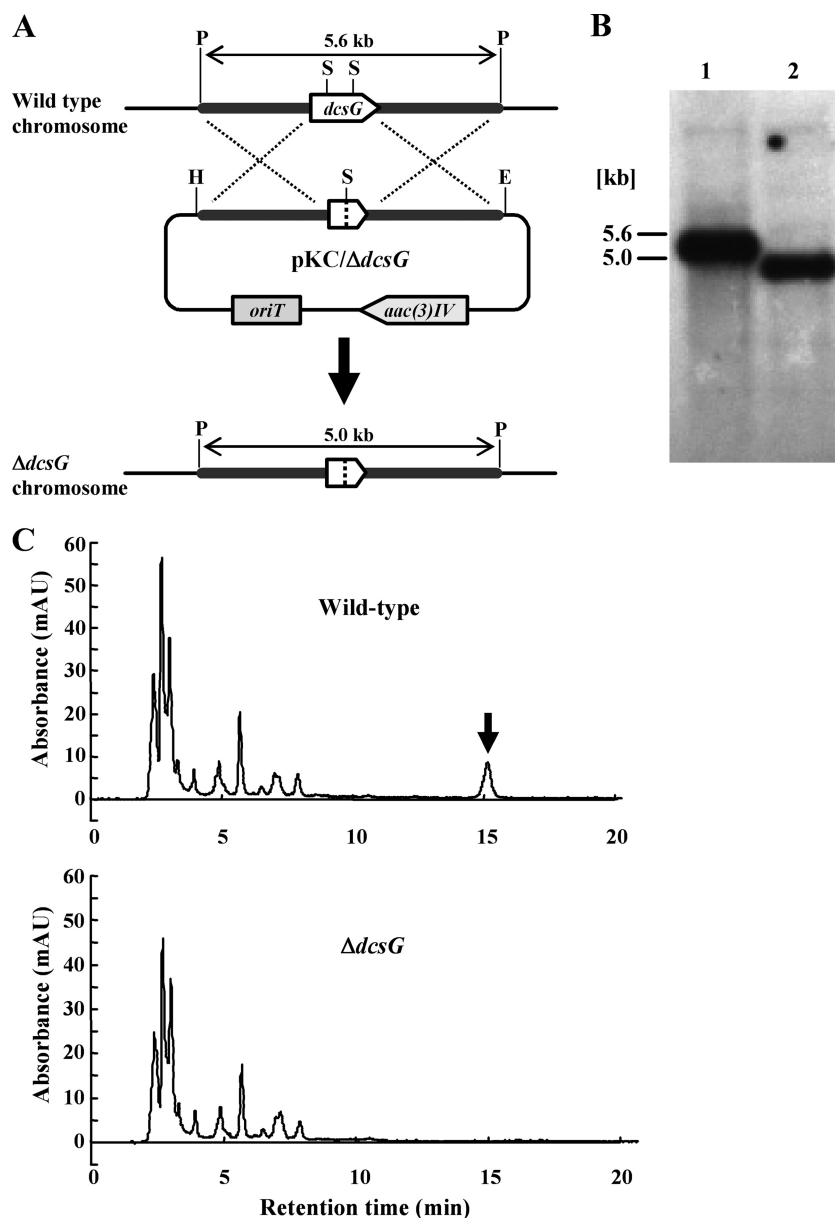 A
P 5.6 kb P
S S
Wild type
chromosome
dcsG
H S E
pKC/ΔdcsG
oriT aac(3)IV
P 5.0 kb P
ΔdcsG
chromosome
B
1 2
[kb]
5.6
5.0
C
60
50
40
30
20
10
0
Absorbance (mAU)
Wild-type
0 5 10 15 20
60
50
40
30
20
10
0
Absorbance (mAU)
ΔdcsG
0 5 10 15 20
Retention time (min)